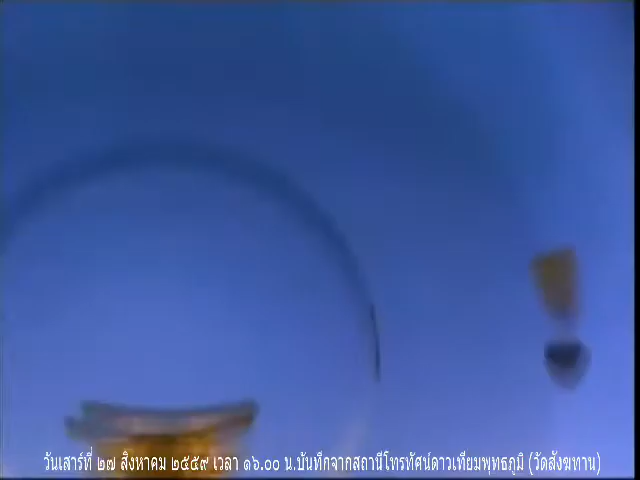 วันเสาร์ที่ ๒๗ สิงหาคม ๒๕๕๙ เวลา ๑๖.๐๐ น.บันทึกจากสถานีโทรทัศน์ดาวเทียมพุทธภูมิ (วัดสังฆทาน)